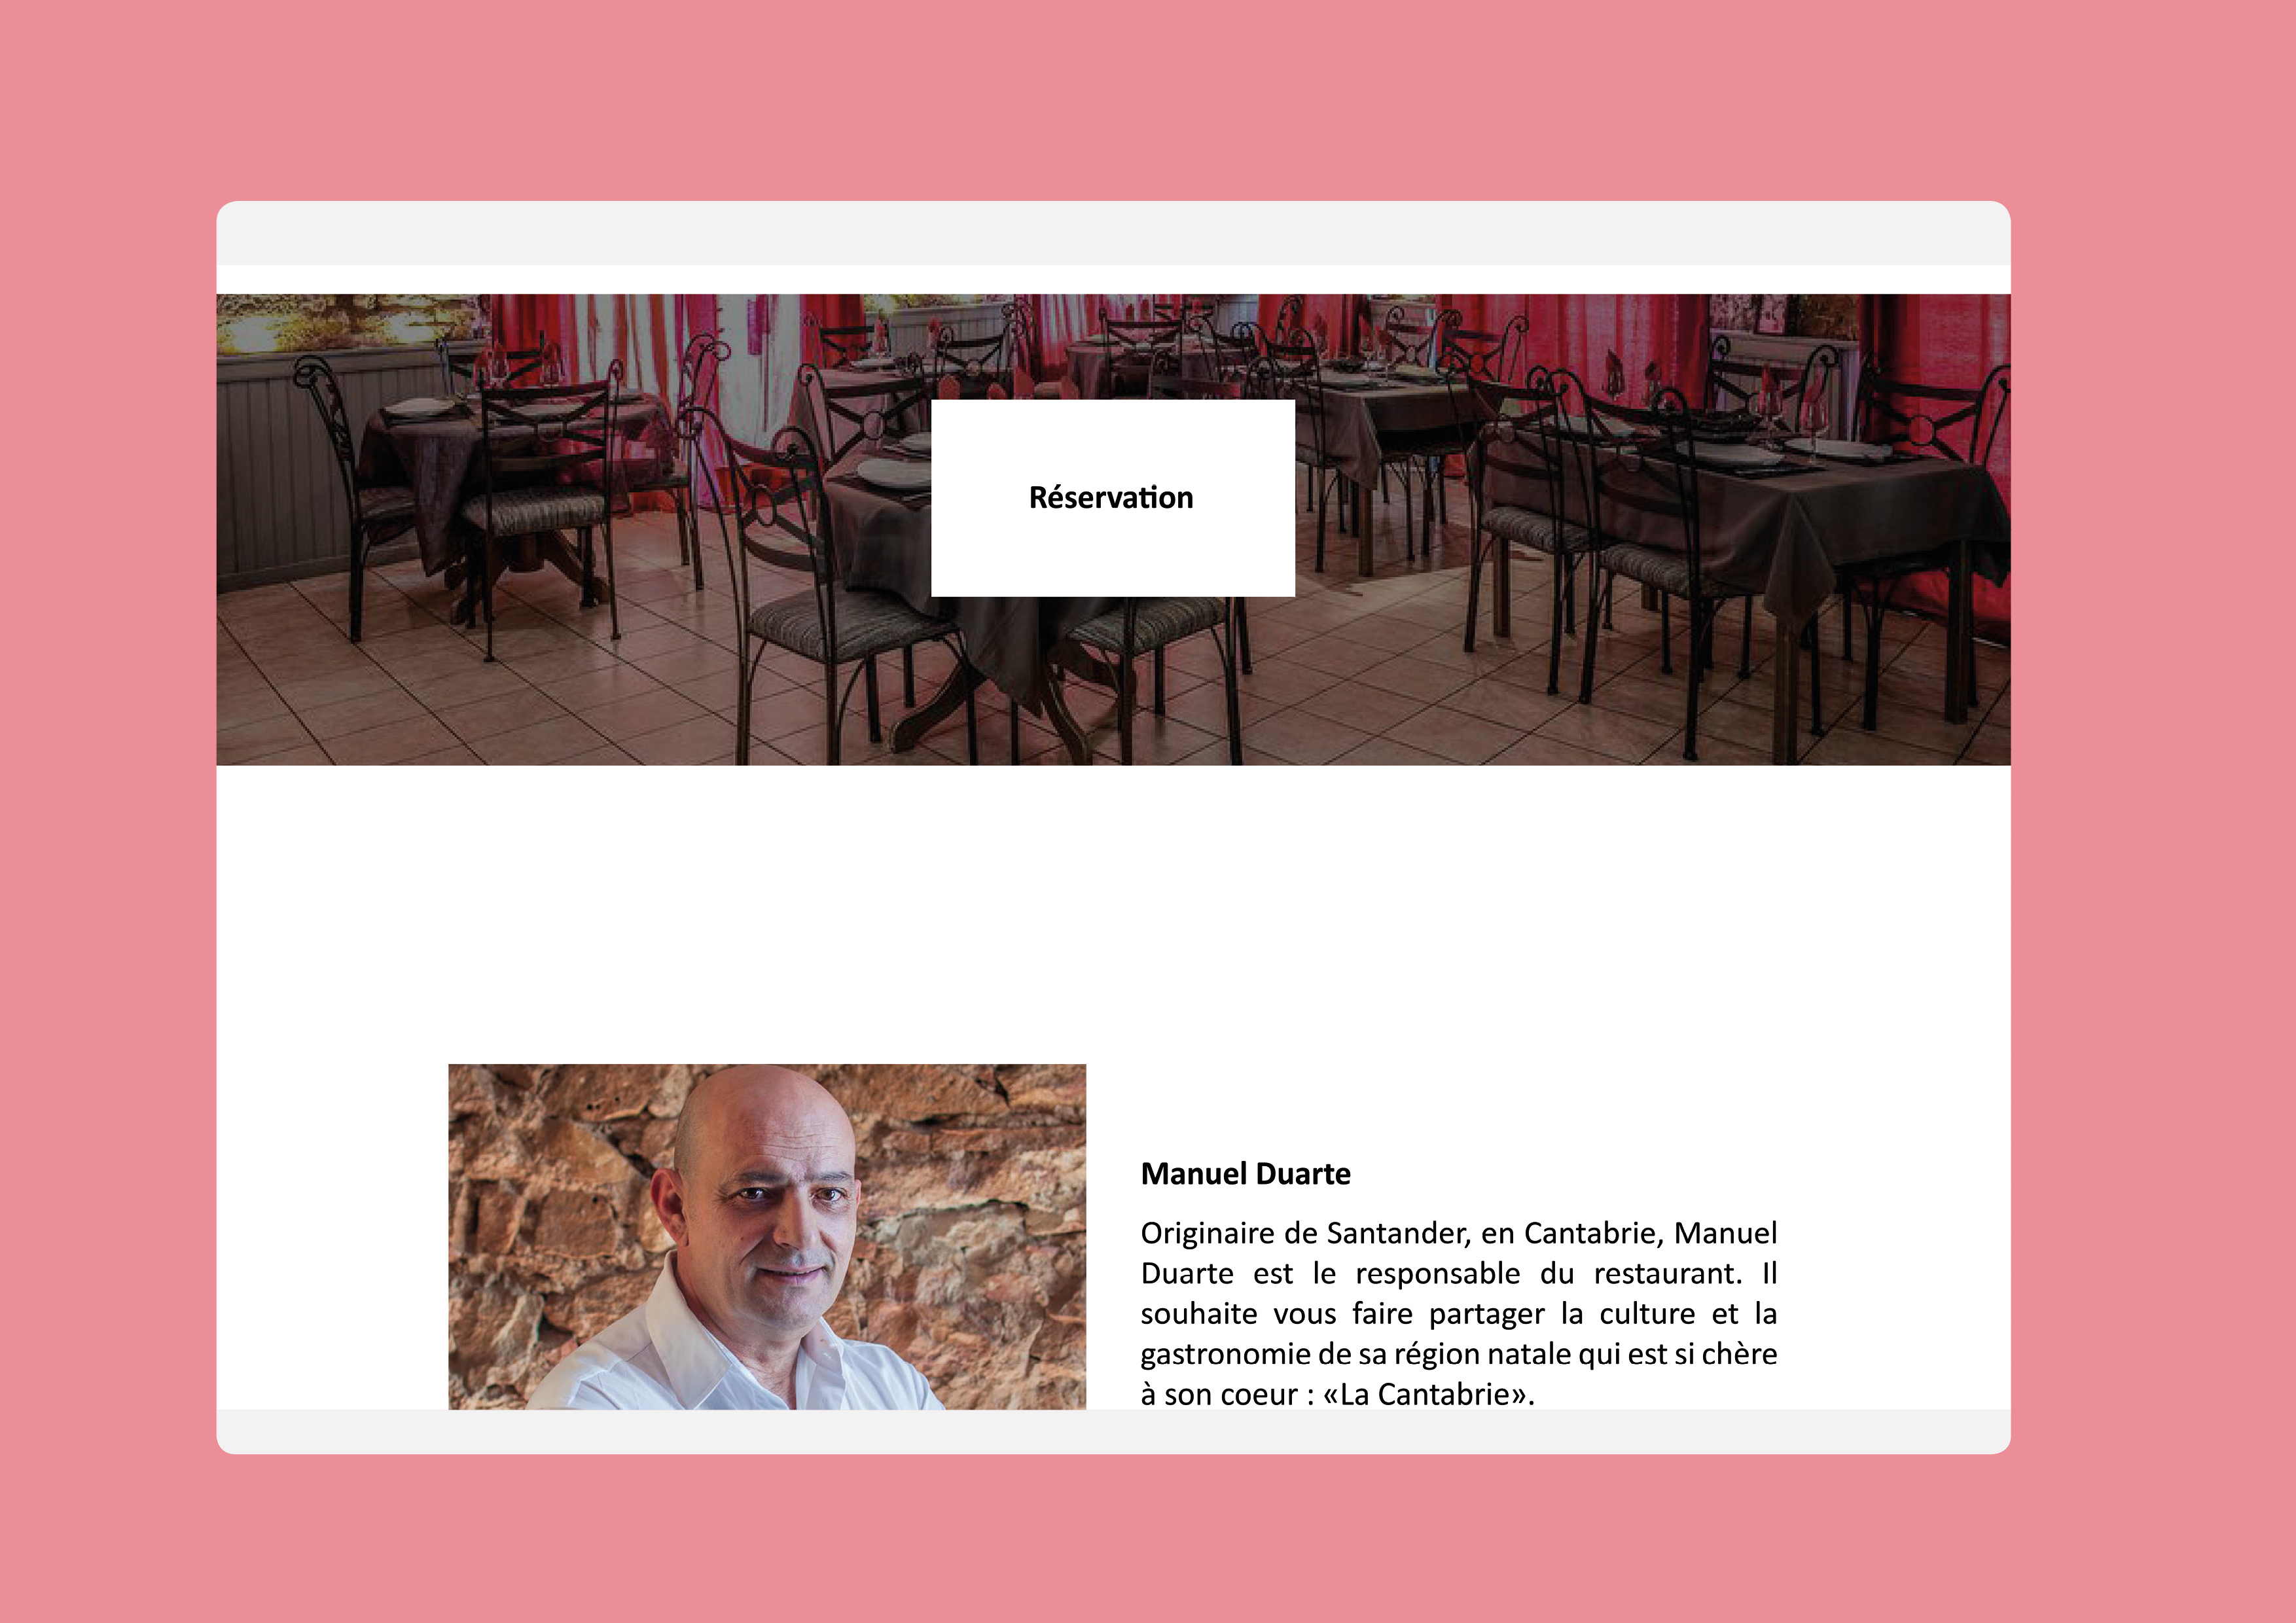 Réservation
Manuel Duarte
Originaire de Santander, en Cantabrie, Manuel
Duarte est le responsable du restaurant. Il
souhaite vous faire partager la culture et la
gastronomie de sa région natale qui est si chère
à son coeur : «La Cantabrie».